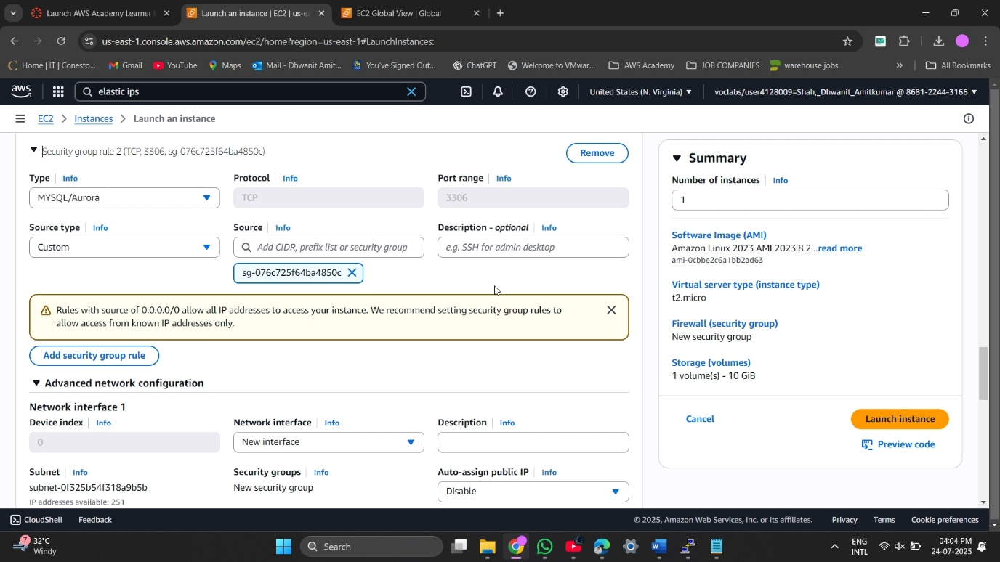 Launch AWS Academy Learner
Launch an instance | EC2 | us-ea
EC2 Global View | Global
us-east-1.console.aws.amazon.com/ec2/home?region=us-east-1#LaunchInstances:
Home | IT | Conesto...
Gmail
YouTube
Maps
Mail - Dhwanit Amit...
You've Signed Out...
ChatGPT
Welcome to VMwar...
AWS Academy
JOB COMPANIES
warehouse jobs
»
All Bookmarks
aws
elastic ips
United States (N. Virginia)
voclabs/user4128009=Shah,_Dhwanit_Amitkumar @ 8681-2244-3166
EC2 > Instances > Launch an instance
Security group rule 2 (TCP, 3306, sg-076c725f64ba4850c)
Remove
Type Info
Protocol Info
Port range Info
MYSQL/Aurora
TCP
3306
Source type Info
Source Info
Description - optional Info
Custom
Add CIDR, prefix list or security group
e.g. SSH for admin desktop
sg-076c725f64ba4850c
Rules with source of 0.0.0.0/0 allow all IP addresses to access your instance. We recommend setting security group rules to
allow access from known IP addresses only.
Add security group rule
Advanced network configuration
Network interface 1
Device index Info
Network interface Info
Description Info
0
New interface
Subnet Info
Security groups Info
Auto-assign public IP Info
subnet-0f325b54f318a9b5b
New security group
Disable
IP addresses available: 251
Summary
Number of instances Info
1
Software Image (AMI)
Amazon Linux 2023 AMI 2023.8.2...read more
ami-0cbbe2c6a1bb2ad63
Virtual server type (instance type)
t2.micro
Firewall (security group)
New security group
Storage (volumes)
1 volume(s) - 10 GiB
Cancel
Launch instance
Preview code
CloudShell
Feedback
© 2025, Amazon Web Services, Inc. or its affiliates.
Privacy
Terms
Cookie preferences
7
32°C
Windy
Search
ENG
INTL
04:04 PM
24-07-2025